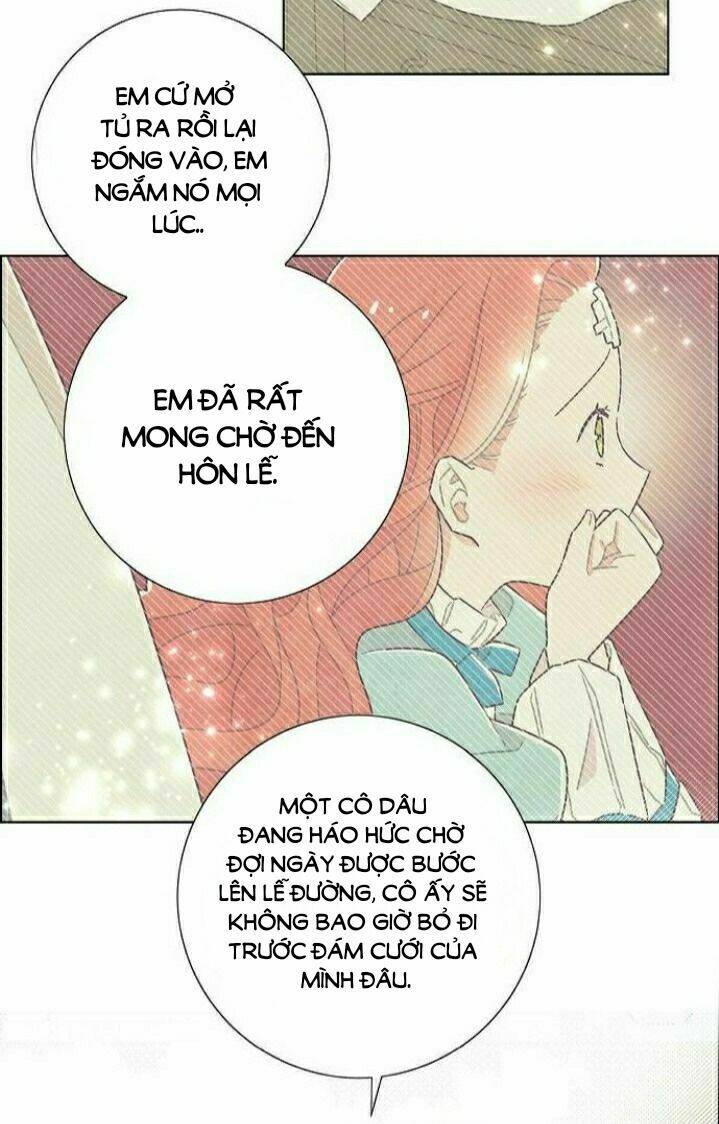 EM CỨ MỞ
TỦ RA RỒI LẠI
ĐÓNG VÀO, EM
NGẮM NÓ MỌI
LÚC..
EM ĐÃ RẤT
MONG CHỜ ĐẾN
HÔN LỄ.
MỘT CÔ DÂU
ĐANG HÁO HỨC CHỜ
ĐỢI NGÀY ĐƯỢC BƯỚC
LÊN LỄ ĐƯỜNG, CÔ ẤY SẼ
KHÔNG BAO GIỜ BỎ ĐI
TRƯỚC ĐÁM CƯỚI CỦA
MÌNH ĐÂU.